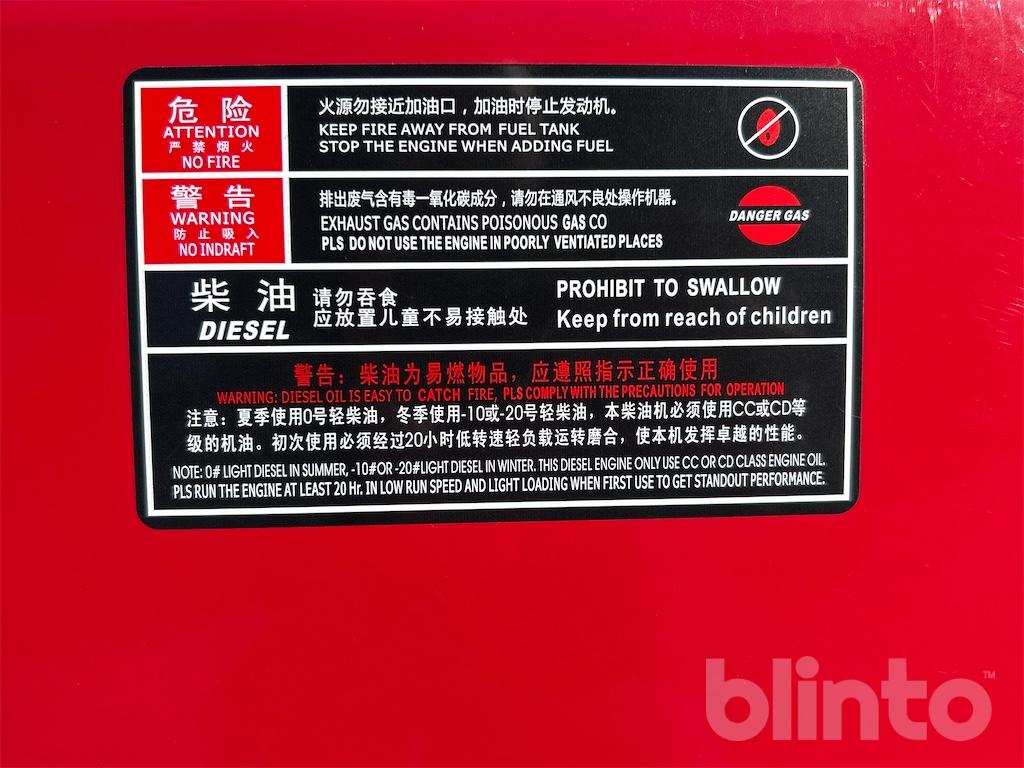 危险
ATTENTION
严禁烟火
NO FIRE
火源勿接近加油口，加油时停止发动机。
KEEP FIRE AWAY FROM FUEL TANK
STOP THE ENGINE WHEN ADDING FUEL
警告
WARNING
防止吸入
NO INDRAFT
排出废气含有毒一氧化碳成分，请勿在通风不良处操作机器。
EXHAUST GAS CONTAINS POISONOUS GAS CO
PLS DO NOT USE THE ENGINE IN POORLY VENTIATED PLACES
DANGER GAS
柴油
DIESEL
请勿吞食
应放置儿童不易接触处
PROHIBIT TO SWALLOW
Keep from reach of children
警告：柴油为易燃物品，应遵照指示正确使用
WARNING: DIESEL OIL IS EASY TO CATCH FIRE, PLS COMPLY WITH THE PRECAUTIONS FOR OPERATION
注意：夏季使用0号轻柴油，冬季使用-10或-20号轻柴油，本柴油机必须使用CC或CD等
级的机油。初次使用必须经过20小时低转速轻负载运转磨合，使本机发挥卓越的性能。
NOTE: 0# LIGHT DIESEL IN SUMMER, -10#OR -20#LIGHT DIESEL IN WINTER. THIS DIESEL ENGINE ONLY USE CC OR CD CLASS ENGINE OIL.
PLS RUN THE ENGINE AT LEAST 20 Hr. IN LOW RUN SPEED AND LIGHT LOADING WHEN FIRST USE TO GET STANDOUT PERFORMANCE.
blinto™